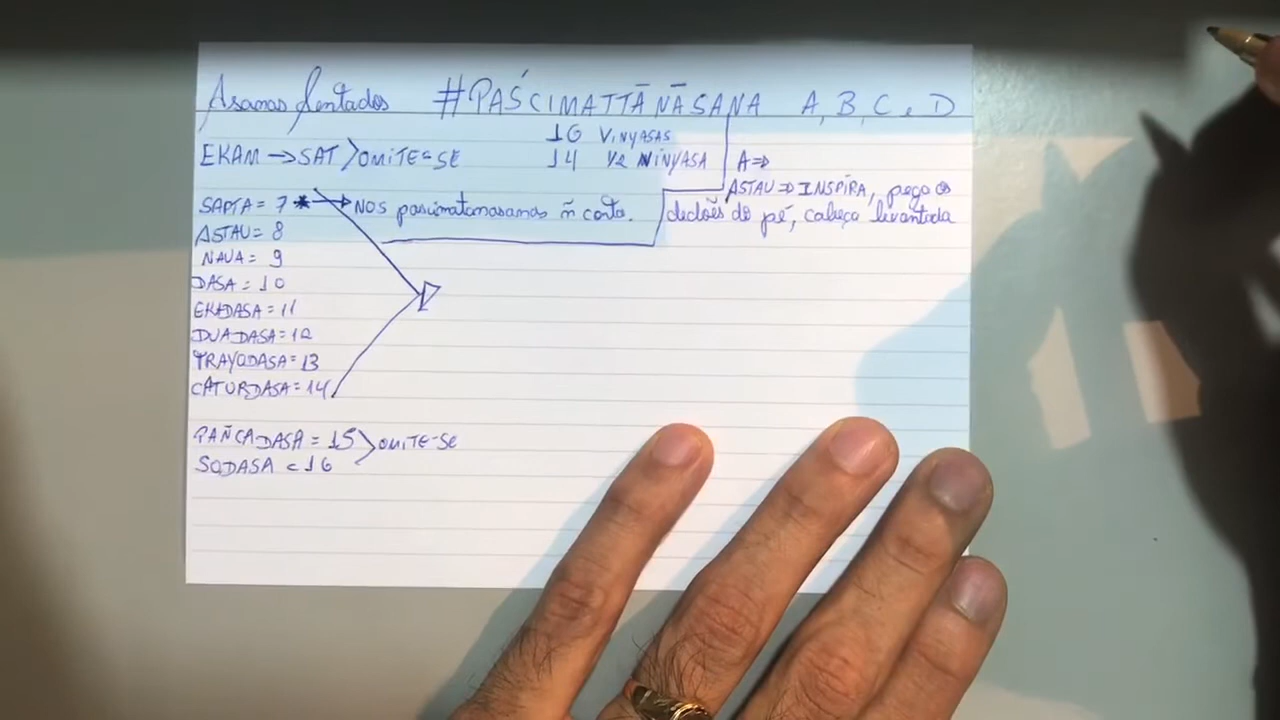 Asanas Sentados #PAŚCIMATTĀNĀSANA A, B, C e D
16 VINYASAS
EKAM → SAT > OMITE-SE 14 1/2 VINYASA A ⇒
ASTAU ⇒ INSPIRA, pego os
SAPTA = 7 * → NOS pascimatanasanas ñ conta. dedões do pé, cabeça levantada
ASTAU = 8
NAVA = 9
DASA = 10
EKADASA = 11
DUADASA = 12
TRAYODASA = 13
CATURDASA = 14
PAÑCADASA = 15 > OMITE-SE
SODASA = 16